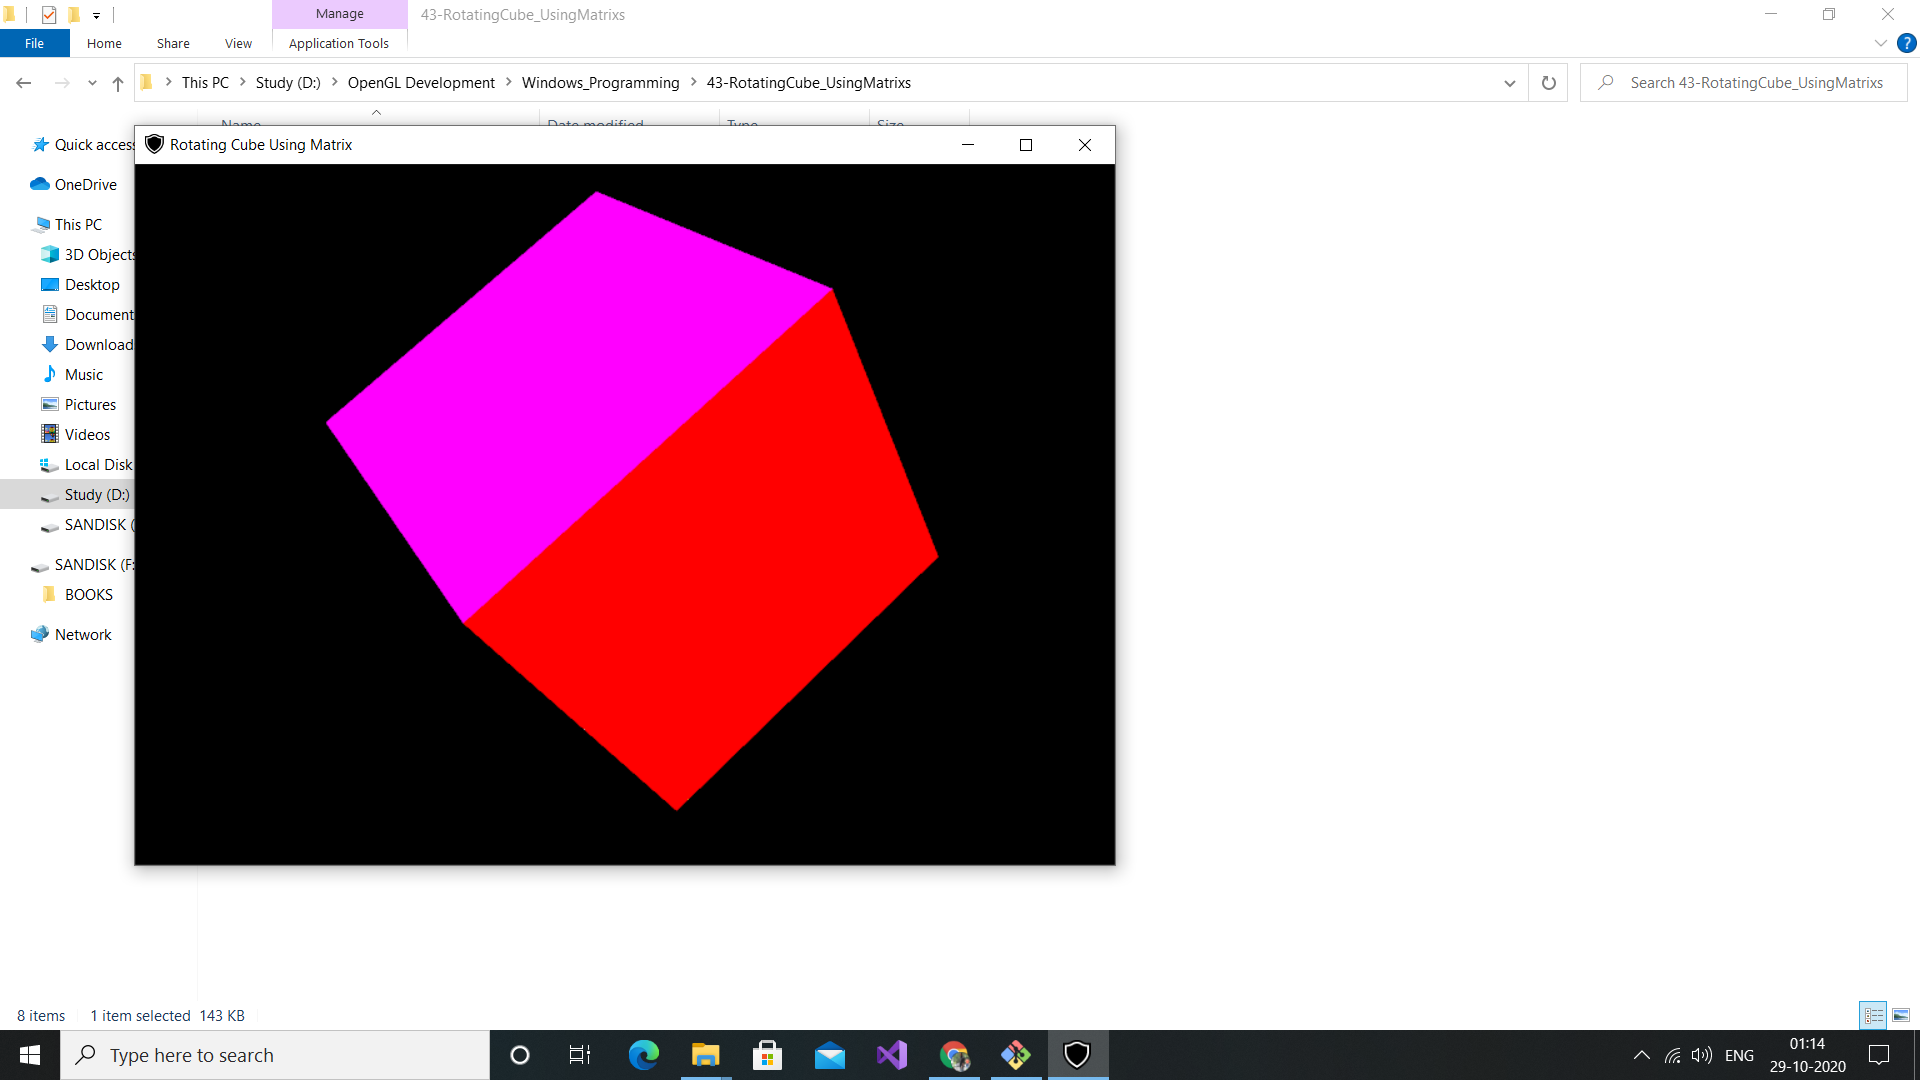 Manage
43-RotatingCube_UsingMatrixs
File
Home
Share
View
Application Tools
?
This PC
Study (D:)
OpenGL Development
Windows_Programming
43-RotatingCube_UsingMatrixs
Search 43-RotatingCube_UsingMatrixs
Name
Date modified
Type
Size
Rotating Cube Using Matrix
Quick access
OneDrive
This PC
3D Objects
Desktop
Document
Download
Music
Pictures
Videos
Local Disk
Study (D:)
SANDISK (
SANDISK (F:
BOOKS
Network
8 items
1 item selected 143 KB
Type here to search
ENG
01:14
29-10-2020